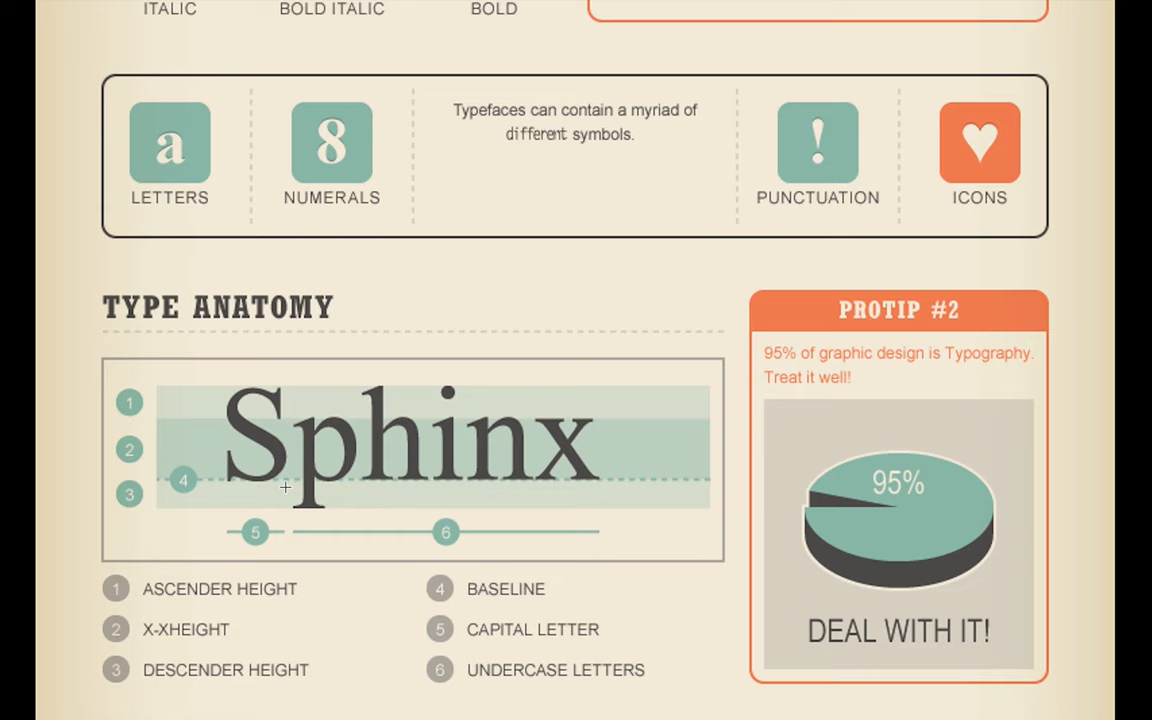 ITALIC BOLD ITALIC BOLD
a 8 ! ♥
Typefaces can contain a myriad of
different symbols.
LETTERS NUMERALS PUNCTUATION ICONS
TYPE ANATOMY
1
2
3
4
Sphinx
5 6
1 ASCENDER HEIGHT
2 X-XHEIGHT
3 DESCENDER HEIGHT
4 BASELINE
5 CAPITAL LETTER
6 UNDERCASE LETTERS
PROTIP #2
95% of graphic design is Typography.
Treat it well!
95%
DEAL WITH IT!